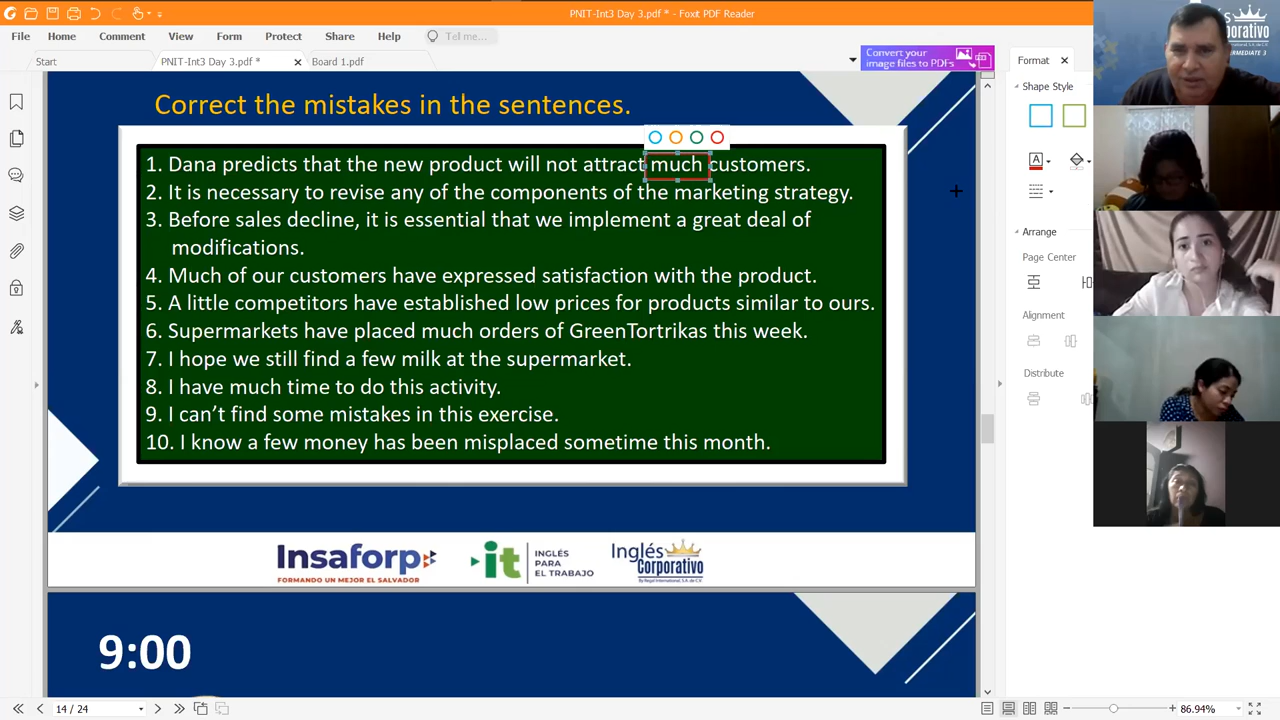 PNIT-Int3 Day 3.pdf * - Foxit PDF Reader
File Home Comment View Form Protect Share Help Tell me...
Start PNIT-Int3 Day 3.pdf * Board 1.pdf
Convert your
image files to PDFs
Correct the mistakes in the sentences.
1. Dana predicts that the new product will not attract much customers.
2. It is necessary to revise any of the components of the marketing strategy.
3. Before sales decline, it is essential that we implement a great deal of
modifications.
4. Much of our customers have expressed satisfaction with the product.
5. A little competitors have established low prices for products similar to ours.
6. Supermarkets have placed much orders of GreenTortrikas this week.
7. I hope we still find a few milk at the supermarket.
8. I have much time to do this activity.
9. I can't find some mistakes in this exercise.
10. I know a few money has been misplaced sometime this month.
Insaforp
FORMANDO UN MEJOR EL SALVADOR
it
INGLÉS
PARA
EL TRABAJO
Inglés
Corporativo
By Regal International, S.A. de C.V.
9:00
Format
Shape Style
Arrange
Page Center
Alignment
Distribute
14 / 24
86.94%